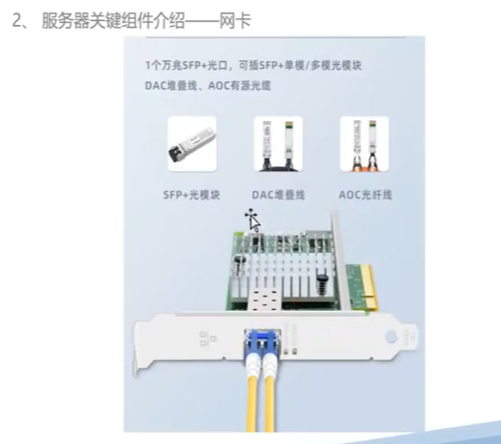 2、 服务器关键组件介绍——网卡
1个万兆SFP+光口，可插SFP+单模/多模光模块
DAC堆叠线、AOC有源光缆
SFP+光模块
DAC堆叠线
AOC光纤线